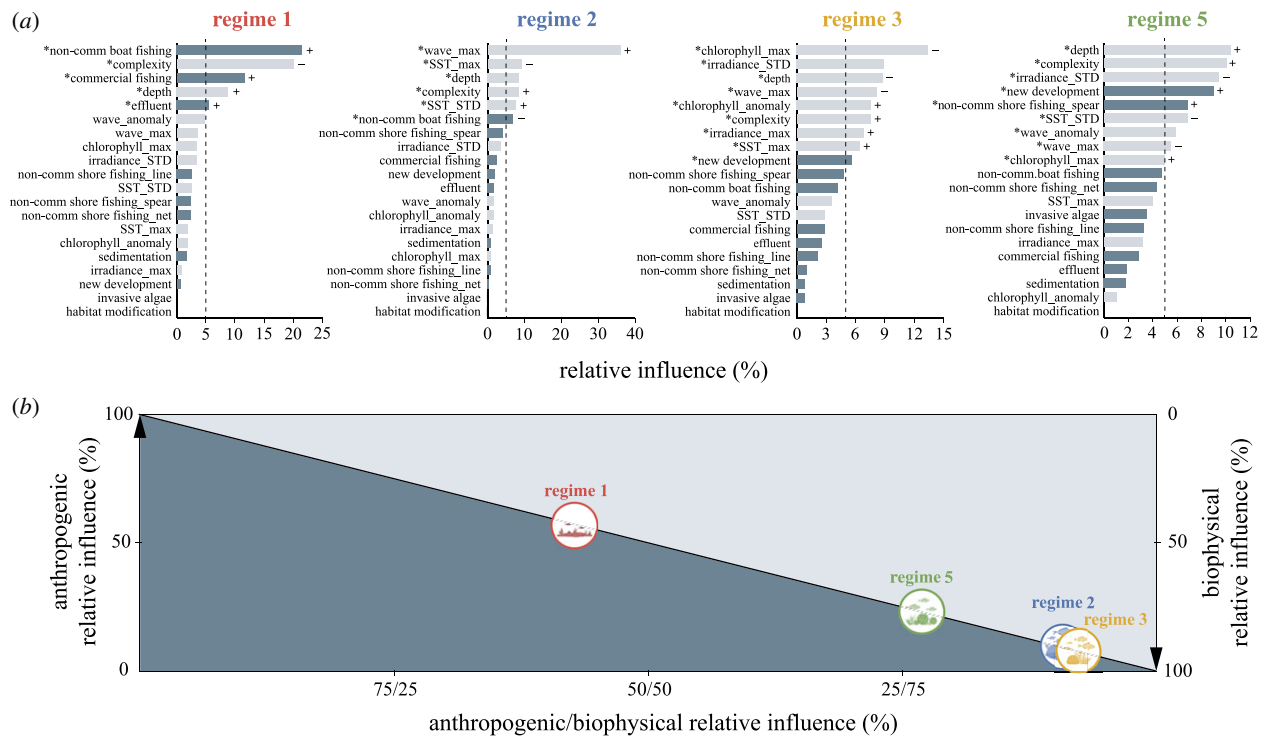 (a)
regime 1
*non-comm boat fishing +
*complexity –
*commercial fishing +
*depth +
*effluent +
wave_anomaly
wave_max
chlorophyll_max
irradiance_STD
non-comm shore fishing_line
SST_STD
non-comm shore fishing_spear
non-comm shore fishing_net
SST_max
chlorophyll_anomaly
sedimentation
irradiance_max
new development
invasive algae
habitat modification
0 5 10 15 20 25
regime 2
*wave_max +
*SST_max –
*depth
*complexity +
*SST_STD +
*non-comm boat fishing –
non-comm shore fishing_spear
irradiance_STD
commercial fishing
new development
effluent
wave_anomaly
chlorophyll_anomaly
irradiance_max
sedimentation
chlorophyll_max
non-comm shore fishing_line
non-comm shore fishing_net
invasive algae
habitat modification
0 10 20 30 40
regime 3
*chlorophyll_max –
*irradiance_STD
*depth –
*wave_max –
*chlorophyll_anomaly +
*complexity +
*irradiance_max +
*SST_max +
*new development
non-comm shore fishing_spear
non-comm boat fishing
wave_anomaly
SST_STD
commercial fishing
effluent
non-comm shore fishing_line
non-comm shore fishing_net
sedimentation
invasive algae
habitat modification
0 3 6 9 12 15
regime 5
*depth +
*complexity +
*irradiance_STD –
*new development +
*non-comm shore fishing_spear +
*SST_STD –
*wave_anomaly
*wave_max –
*chlorophyll_max +
non-comm.boat fishing
non-comm shore fishing_net
SST_max
invasive algae
non-comm shore fishing_line
irradiance_max
commercial fishing
effluent
sedimentation
chlorophyll_anomaly
habitat modification
0 2 4 6 8 10 12
relative influence (%)
(b)
anthropogenic
relative influence (%)
100
50
0
regime 1
regime 5
regime 2
regime 3
0
50
100
biophysical
relative influence (%)
75/25 50/50 25/75
anthropogenic/biophysical relative influence (%)